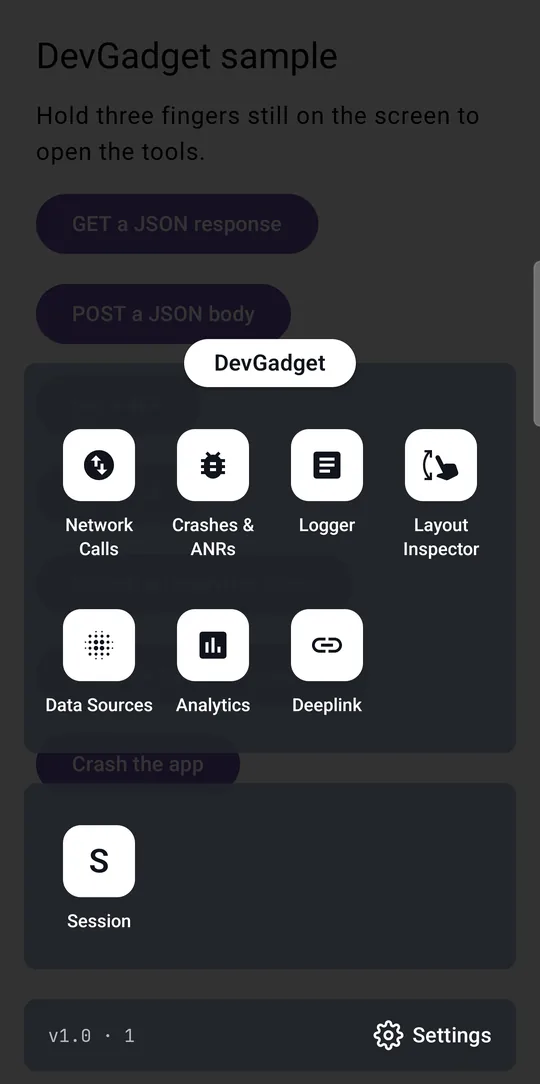 DevGadget sample
Hold three fingers still on the screen to
open the tools.
GET a JSON response
POST a JSON body
DevGadget
Network
Calls
Crashes &
ANRs
Logger
Layout
Inspector
Data Sources
Analytics
Deeplink
Crash the app
S
Session
v1.0 · 1
Settings